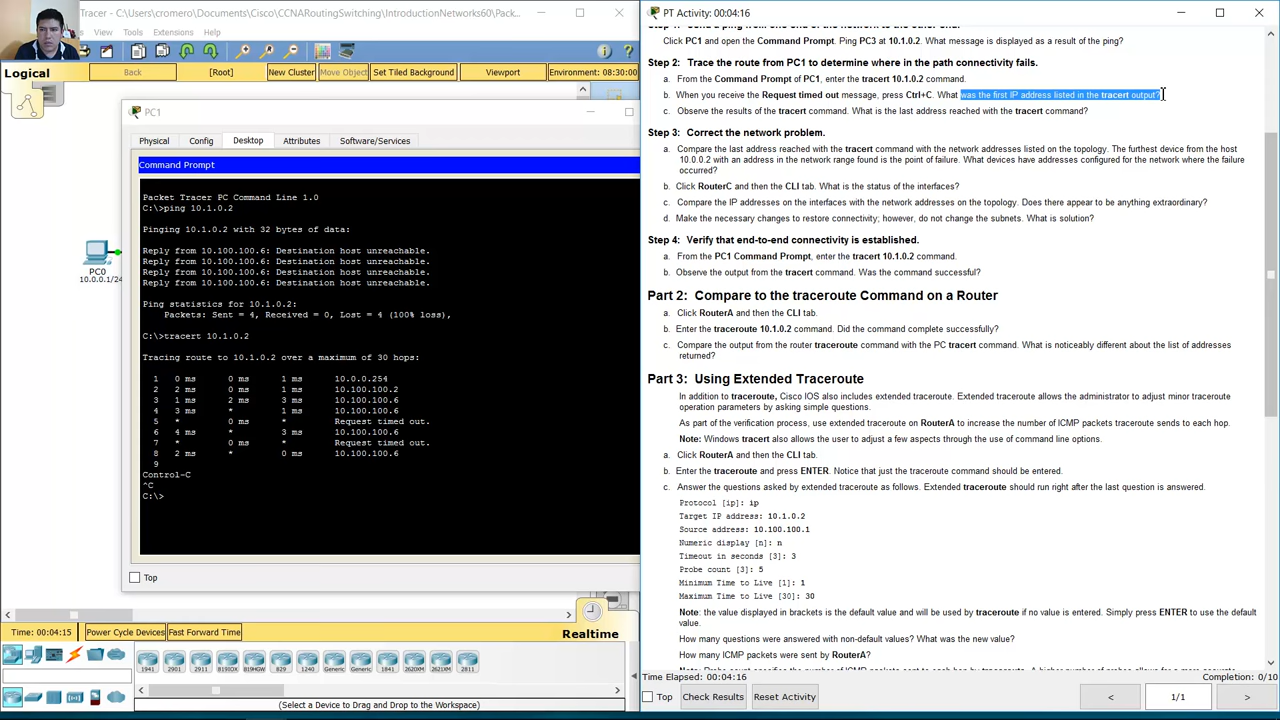 Tracer - C:\Users\cromero\Documents\Cisco\CCNARoutingSwitching\IntroductionNetworks60\Pack...
View Tools Extensions Help
Logical
Back
[Root]
New Cluster
Move Object
Set Tiled Background
Viewport
Environment: 08:30:00
PC0
10.0.0.1/24
PC1
Physical
Config
Desktop
Attributes
Software/Services
Command Prompt
Packet Tracer PC Command Line 1.0
C:\>ping 10.1.0.2
Pinging 10.1.0.2 with 32 bytes of data:
Reply from 10.100.100.6: Destination host unreachable.
Reply from 10.100.100.6: Destination host unreachable.
Reply from 10.100.100.6: Destination host unreachable.
Reply from 10.100.100.6: Destination host unreachable.
Ping statistics for 10.1.0.2:
Packets: Sent = 4, Received = 0, Lost = 4 (100% loss),
C:\>tracert 10.1.0.2
Tracing route to 10.1.0.2 over a maximum of 30 hops:
1 0 ms 0 ms 1 ms 10.0.0.254
2 2 ms 0 ms 1 ms 10.100.100.2
3 1 ms 2 ms 3 ms 10.100.100.6
4 3 ms * 1 ms 10.100.100.6
5 * 0 ms * Request timed out.
6 4 ms * 3 ms 10.100.100.6
7 * 0 ms * Request timed out.
8 2 ms * 0 ms 10.100.100.6
9
Control-C
^C
C:\>
Top
Time: 00:04:15
Power Cycle Devices
Fast Forward Time
Realtime
1941 2901 2911 819IOX 819HGW 829 1240 Generic Generic 1841 2620XM 2621XM 2811
(Select a Device to Drag and Drop to the Workspace)
PT Activity: 00:04:16
Click PC1 and open the Command Prompt. Ping PC3 at 10.1.0.2. What message is displayed as a result of the ping?
Step 2: Trace the route from PC1 to determine where in the path connectivity fails.
a. From the Command Prompt of PC1, enter the tracert 10.1.0.2 command.
b. When you receive the Request timed out message, press Ctrl+C. What was the first IP address listed in the tracert output?
c. Observe the results of the tracert command. What is the last address reached with the tracert command?
Step 3: Correct the network problem.
a. Compare the last address reached with the tracert command with the network addresses listed on the topology. The furthest device from the host
10.0.0.2 with an address in the network range found is the point of failure. What devices have addresses configured for the network where the failure
occurred?
b. Click RouterC and then the CLI tab. What is the status of the interfaces?
c. Compare the IP addresses on the interfaces with the network addresses on the topology. Does there appear to be anything extraordinary?
d. Make the necessary changes to restore connectivity; however, do not change the subnets. What is solution?
Step 4: Verify that end-to-end connectivity is established.
a. From the PC1 Command Prompt, enter the tracert 10.1.0.2 command.
b. Observe the output from the tracert command. Was the command successful?
Part 2: Compare to the traceroute Command on a Router
a. Click RouterA and then the CLI tab.
b. Enter the traceroute 10.1.0.2 command. Did the command complete successfully?
c. Compare the output from the router traceroute command with the PC tracert command. What is noticeably different about the list of addresses
returned?
Part 3: Using Extended Traceroute
In addition to traceroute, Cisco IOS also includes extended traceroute. Extended traceroute allows the administrator to adjust minor traceroute
operation parameters by asking simple questions.
As part of the verification process, use extended traceroute on RouterA to increase the number of ICMP packets traceroute sends to each hop.
Note: Windows tracert also allows the user to adjust a few aspects through the use of command line options.
a. Click RouterA and then the CLI tab.
b. Enter the traceroute and press ENTER. Notice that just the traceroute command should be entered.
c. Answer the questions asked by extended traceroute as follows. Extended traceroute should run right after the last question is answered.
Protocol [ip]: ip
Target IP address: 10.1.0.2
Source address: 10.100.100.1
Numeric display [n]: n
Timeout in seconds [3]: 3
Probe count [3]: 5
Minimum Time to Live [1]: 1
Maximum Time to Live [30]: 30
Note: the value displayed in brackets is the default value and will be used by traceroute if no value is entered. Simply press ENTER to use the default
value.
How many questions were answered with non-default values? What was the new value?
How many ICMP packets were sent by RouterA?
Time Elapsed: 00:04:16
Completion: 0/10
Top
Check Results
Reset Activity
<
1/1
>